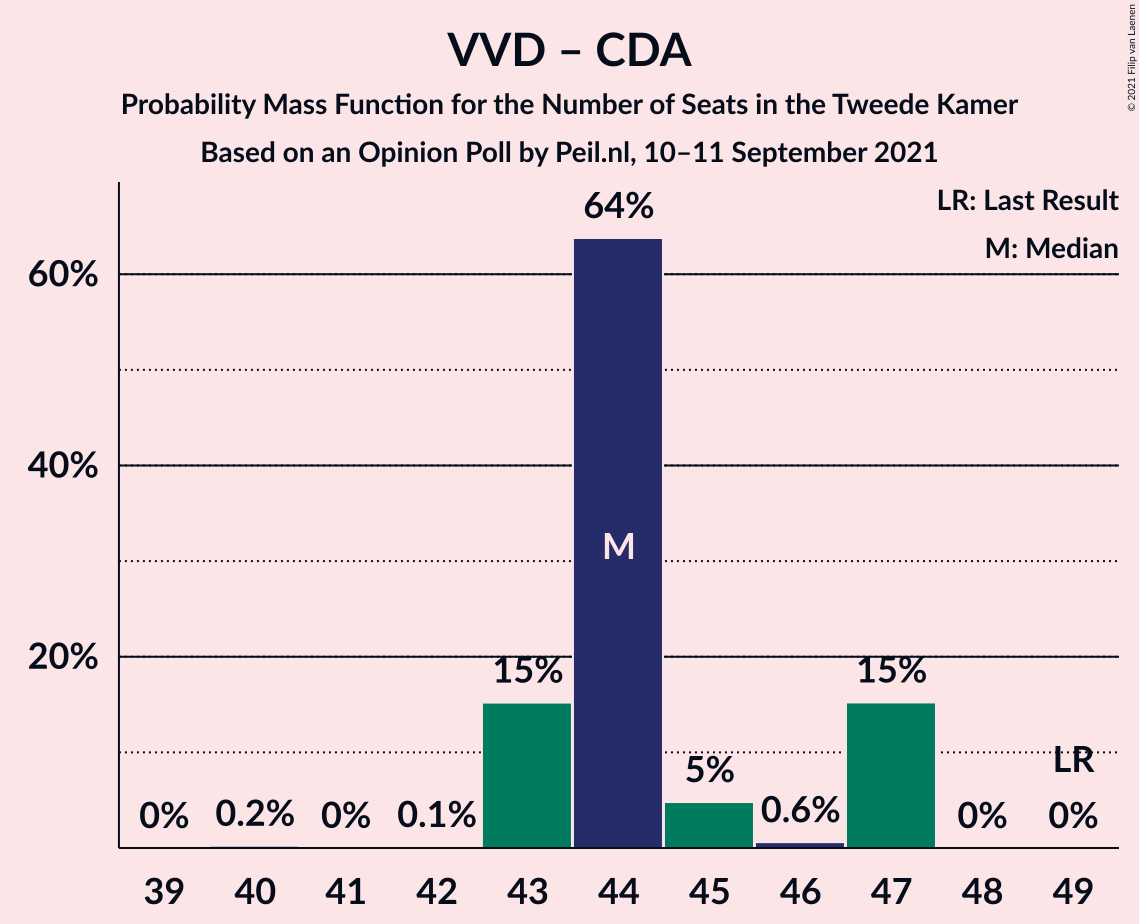 VVD – CDA
Probability Mass Function for the Number of Seats in the Tweede Kamer
Based on an Opinion Poll by Peil.nl, 10–11 September 2021
© 2021 Filip van Laenen
LR: Last Result
M: Median
60%
40%
20%
0%
0.2%
0%
0.1%
15%
64%
M
5%
0.6%
15%
0%
LR
0%
39 40 41 42 43 44 45 46 47 48 49